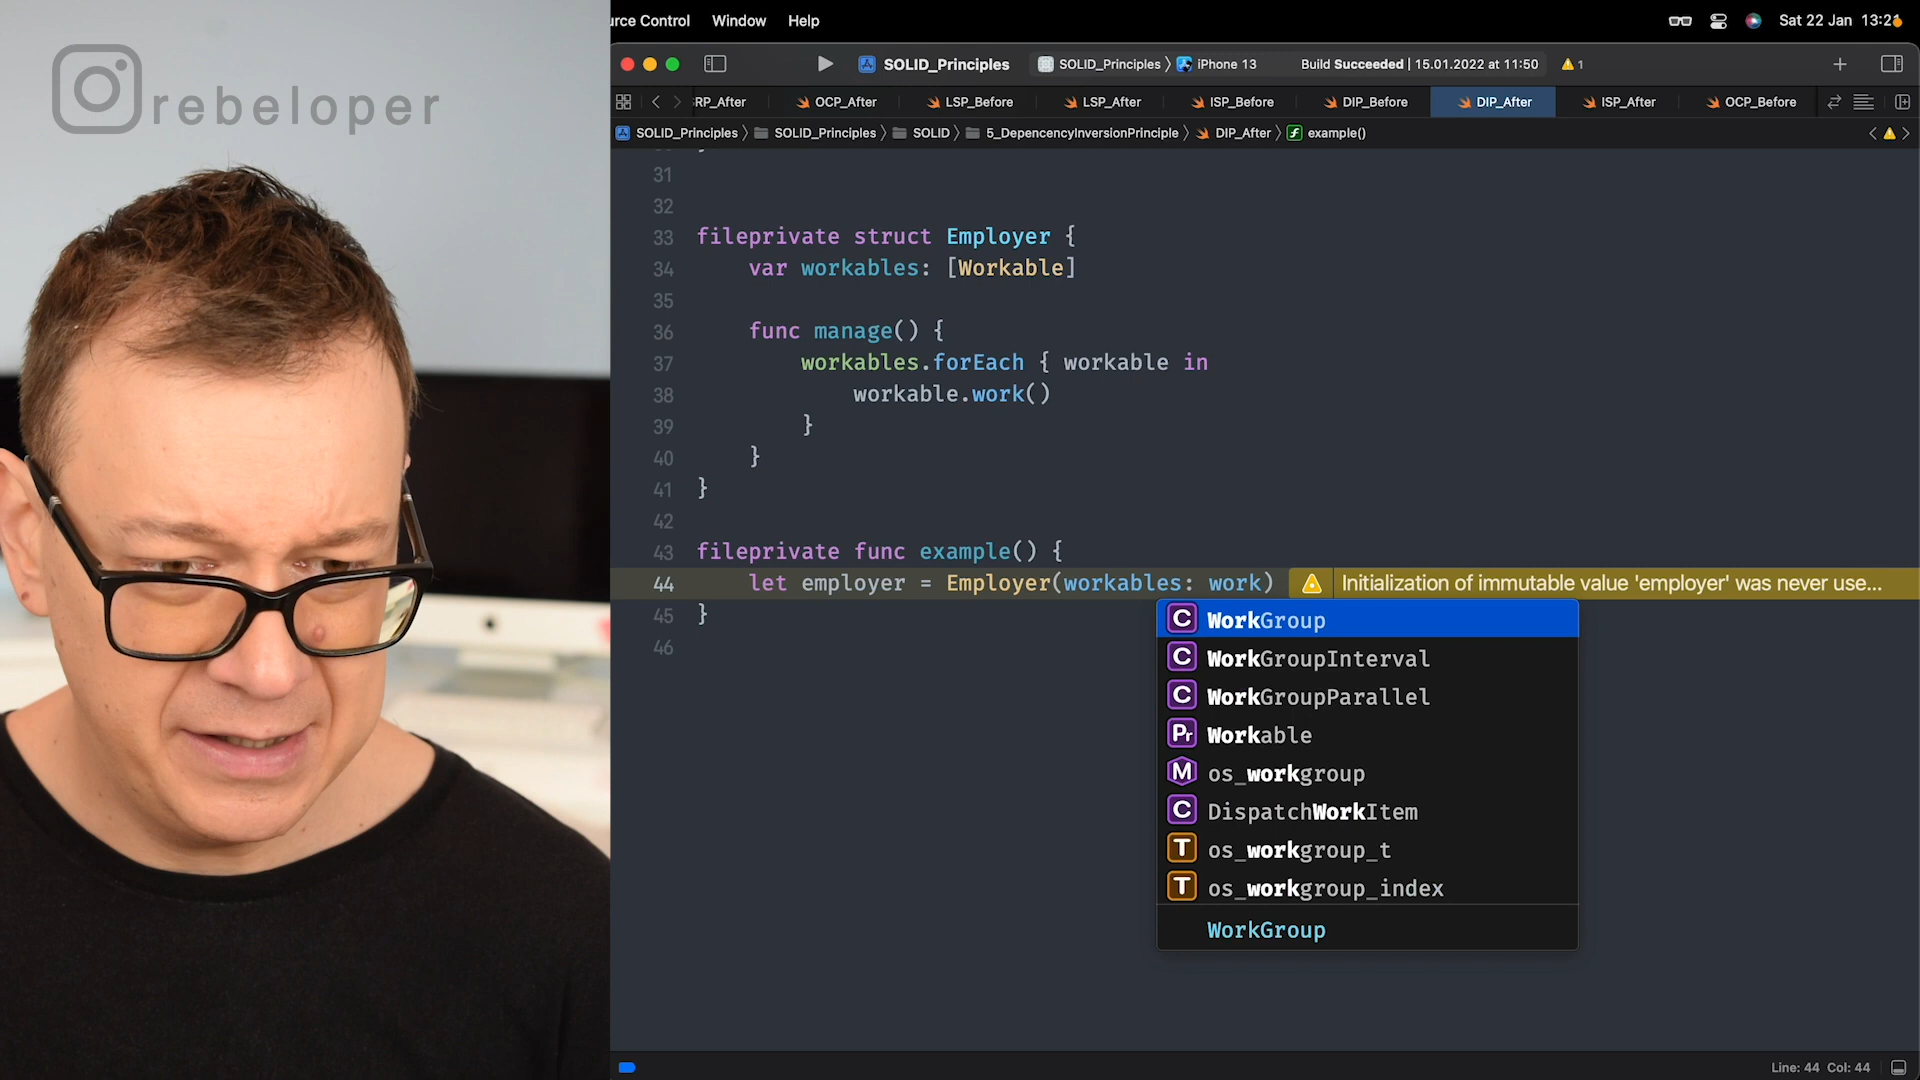 rebeloper
urce Control Window Help
Sat 22 Jan 13:21
SOLID_Principles
SOLID_Principles 〉 iPhone 13
Build Succeeded | 15.01.2022 at 11:50
1
RP_After OCP_After LSP_Before LSP_After ISP_Before DIP_Before DIP_After ISP_After OCP_Before
SOLID_Principles 〉 SOLID_Principles 〉 SOLID 〉 5_DepencencyInversionPrinciple 〉 DIP_After 〉 example()
31
32
33 fileprivate struct Employer {
34 var workables: [Workable]
35
36 func manage() {
37 workables.forEach { workable in
38 workable.work()
39 }
40 }
41 }
42
43 fileprivate func example() {
44 let employer = Employer(workables: work) Initialization of immutable value 'employer' was never use...
45 }
46
C WorkGroup
C WorkGroupInterval
C WorkGroupParallel
Pr Workable
M os_workgroup
C DispatchWorkItem
T os_workgroup_t
T os_workgroup_index
WorkGroup
Line: 44 Col: 44